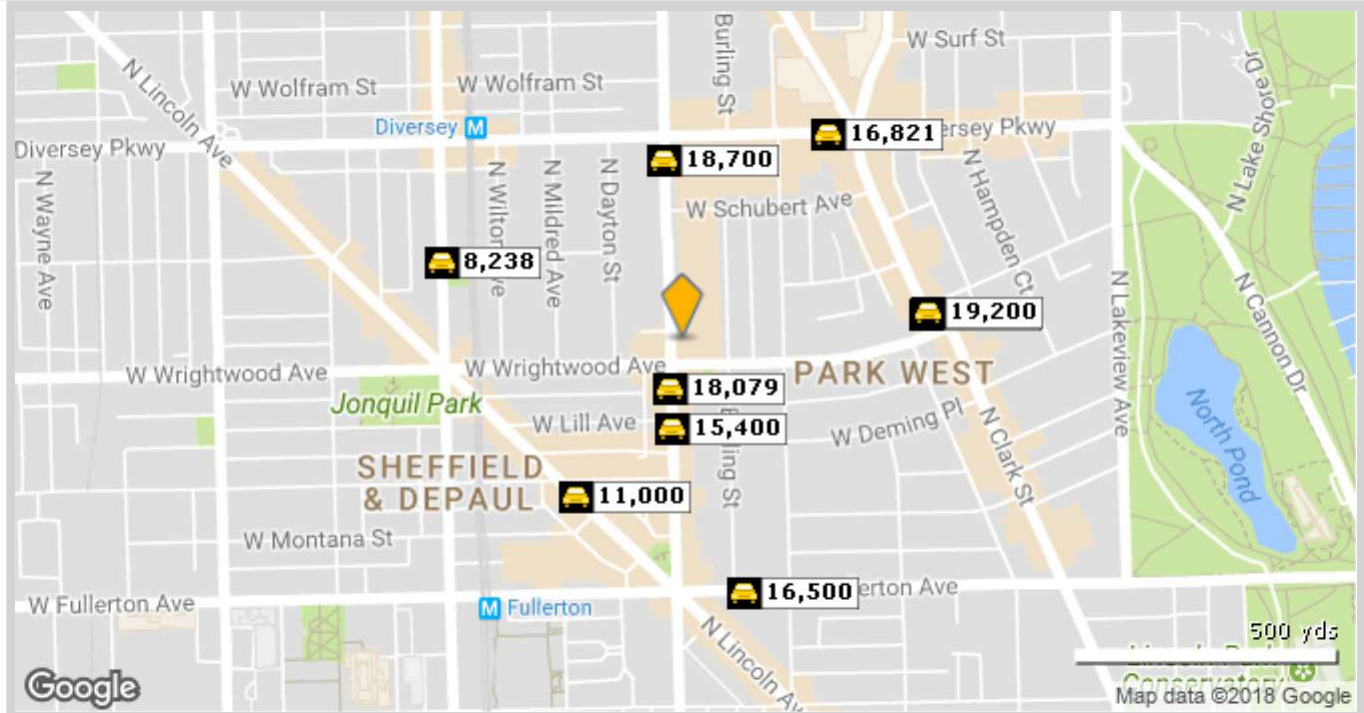 Burling St
W Surf St
N Lincoln Ave
W Wolfram St
W Wolfram St
N Lake Shore Dr
Diversey M
16,821
ersey Pkwy
Diversey Pkwy
18,700
N Wayne Ave
N Wilton
ve
N Mildred Ave
N Dayton St
N Hampden Ct
W Schubert Ave
8,238
N Lakeview Ave
N Cannon Dr
19,200
W Wrightwood Ave
W Wrightwood Ave
PARK WEST
18,079
Jonquil Park
W Lill Ave
15,400
ling St
W Deming Pl
N Clark St
North Pond
SHEFFIELD
& DEPAUL
11,000
W Montana St
16,500
erton Ave
W Fullerton Ave
M Fullerton
N Lincoln Av
500 yds
Conservatory
Google
Map data ©2018 Google